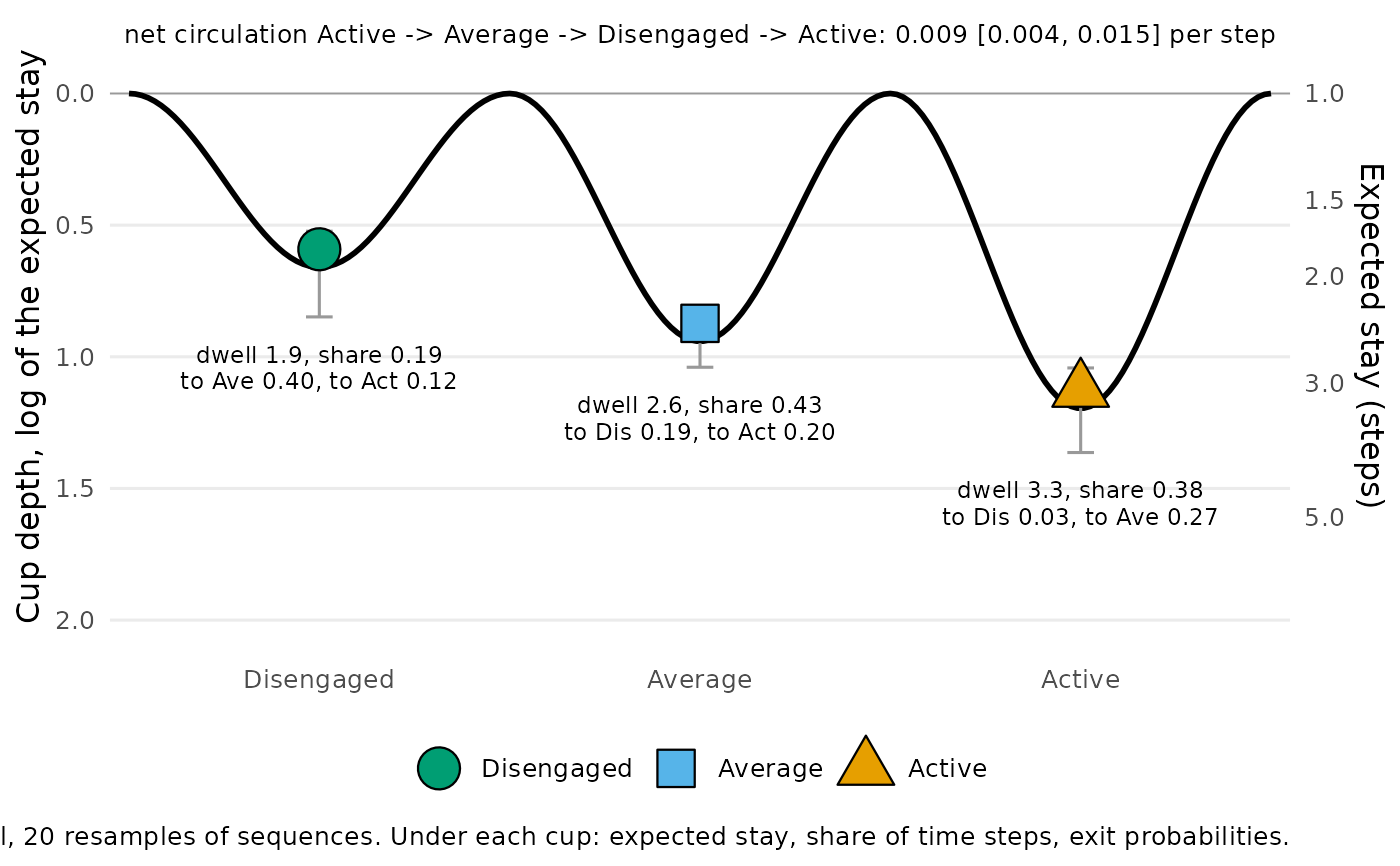 net circulation Active -> Average -> Disengaged -> Active: 0.009 [0.004, 0.015] per step
Cup depth, log of the expected stay
0.0
0.5
1.0
1.5
2.0
1.0
1.5
2.0
3.0
5.0
Expected stay (steps)
dwell 1.9, share 0.19
to Ave 0.40, to Act 0.12
dwell 2.6, share 0.43
to Dis 0.19, to Act 0.20
dwell 3.3, share 0.38
to Dis 0.03, to Ave 0.27
Disengaged
Average
Active
Disengaged
Average
Active
l, 20 resamples of sequences. Under each cup: expected stay, share of time steps, exit probabilities.